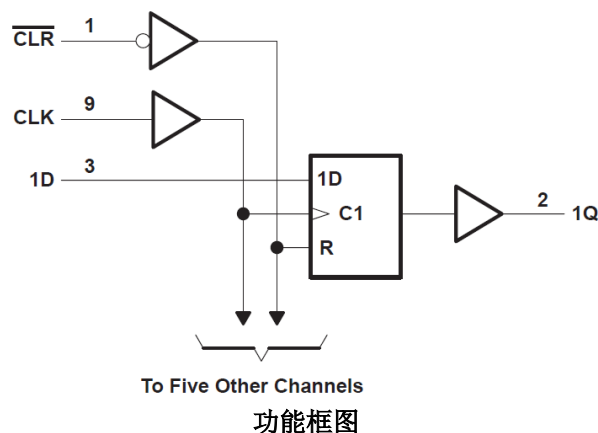 CLR 1
CLK 9
1D 3
1D
C1
R
2 1Q
To Five Other Channels
功能框图